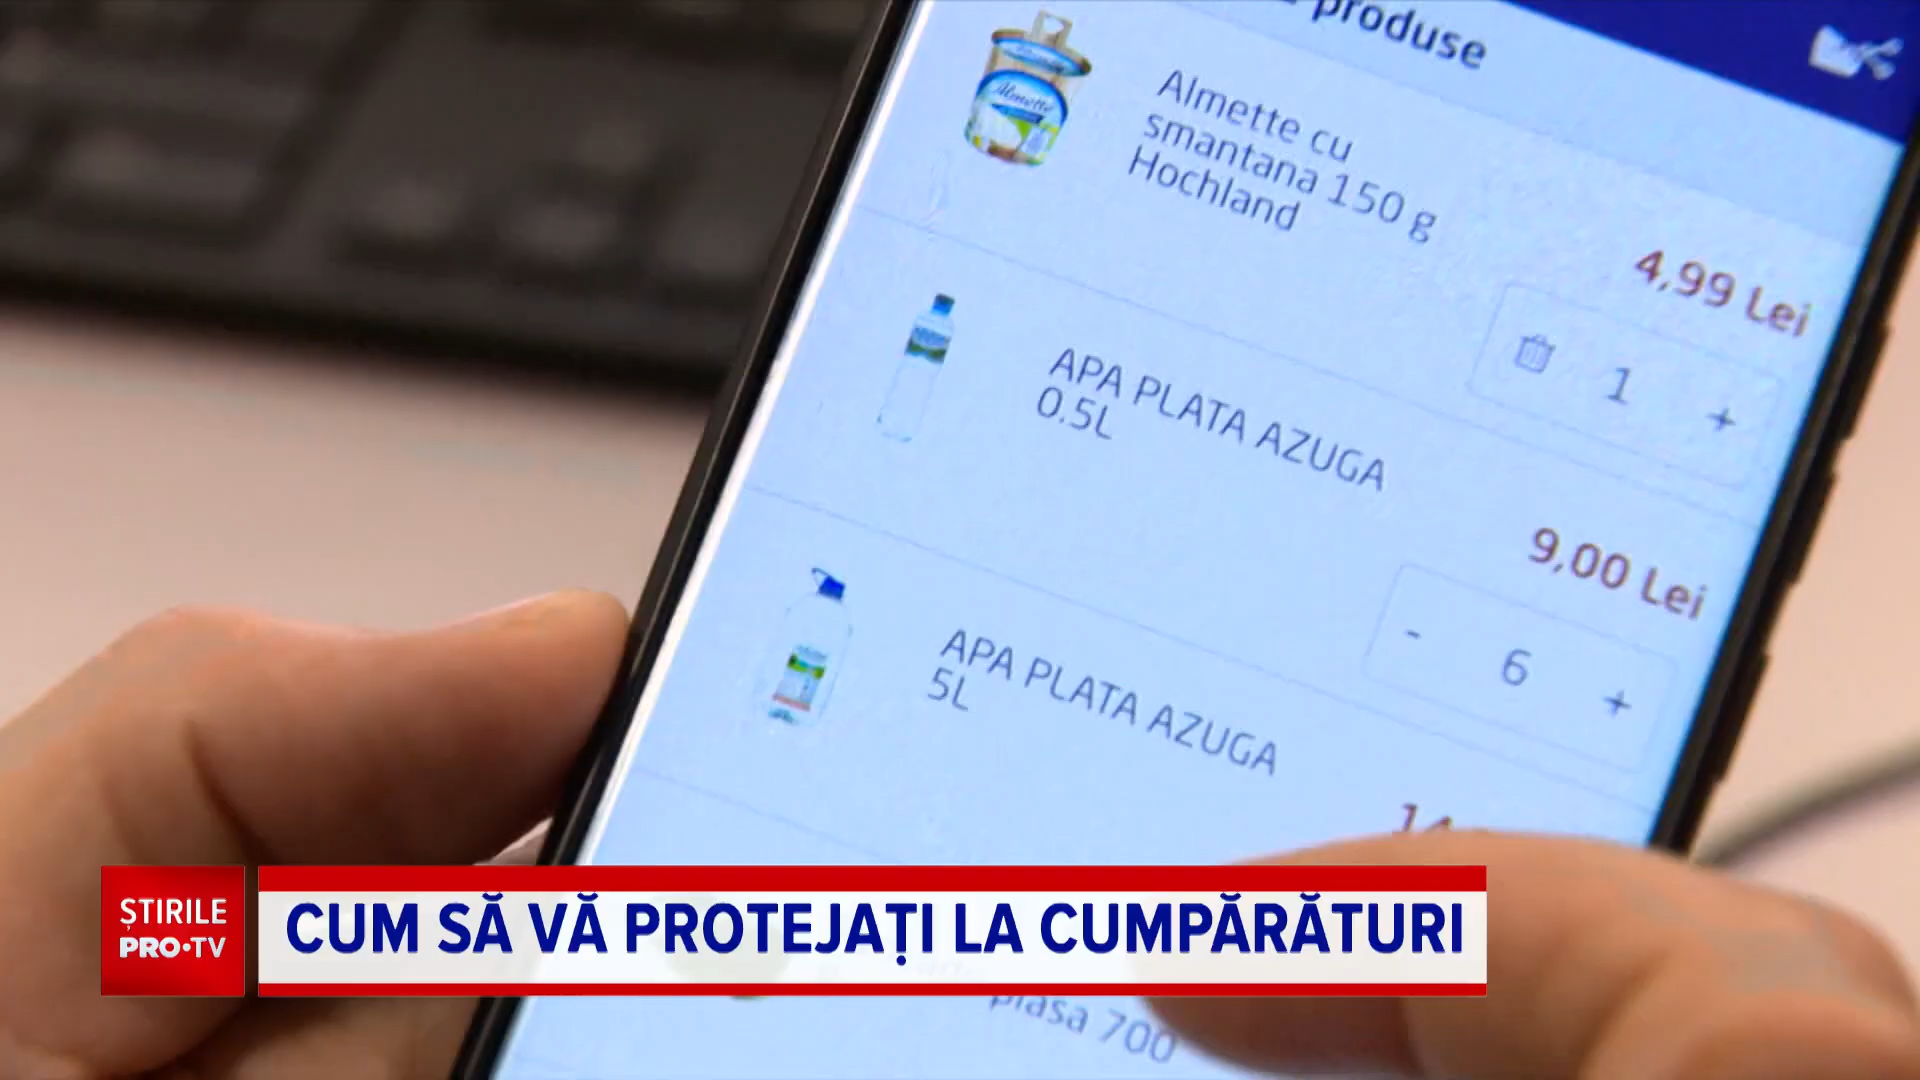 produse
Almette
Almette cu
smantana 150 g
Hochland
4,99 Lei
1 +
APA PLATA AZUGA
0.5L
9,00 Lei
- 6 +
APA PLATA AZUGA
5L
ȘTIRILE
PRO•TV
CUM SĂ VĂ PROTEJAȚI LA CUMPĂRĂTURI
plasa 700